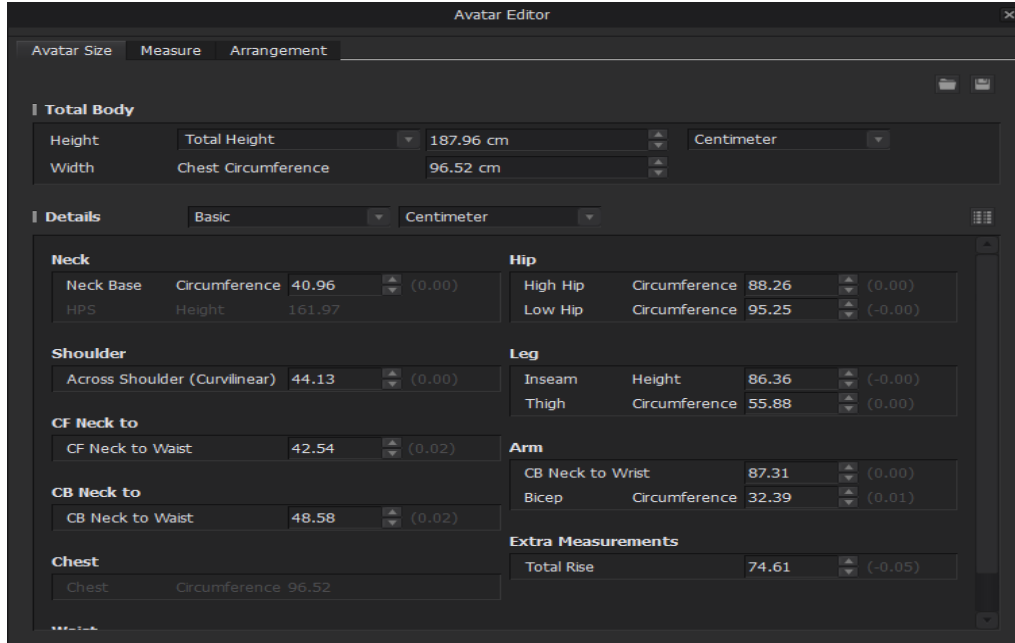 Avatar Editor
Avatar Size Measure Arrangement
Total Body
Height Total Height 187.96 cm Centimeter
Width Chest Circumference 96.52 cm
Details Basic Centimeter
Neck
Neck Base Circumference 40.96 (0.00)
HPS Height 161.97
Shoulder
Across Shoulder (Curvilinear) 44.13 (0.00)
CF Neck to
CF Neck to Waist 42.54 (0.02)
CB Neck to
CB Neck to Waist 48.58 (0.02)
Chest
Chest Circumference 96.52
Hip
High Hip Circumference 88.26 (0.00)
Low Hip Circumference 95.25 (-0.00)
Leg
Inseam Height 86.36 (-0.00)
Thigh Circumference 55.88 (0.00)
Arm
CB Neck to Wrist 87.31 (0.00)
Bicep Circumference 32.39 (0.01)
Extra Measurements
Total Rise 74.61 (-0.05)